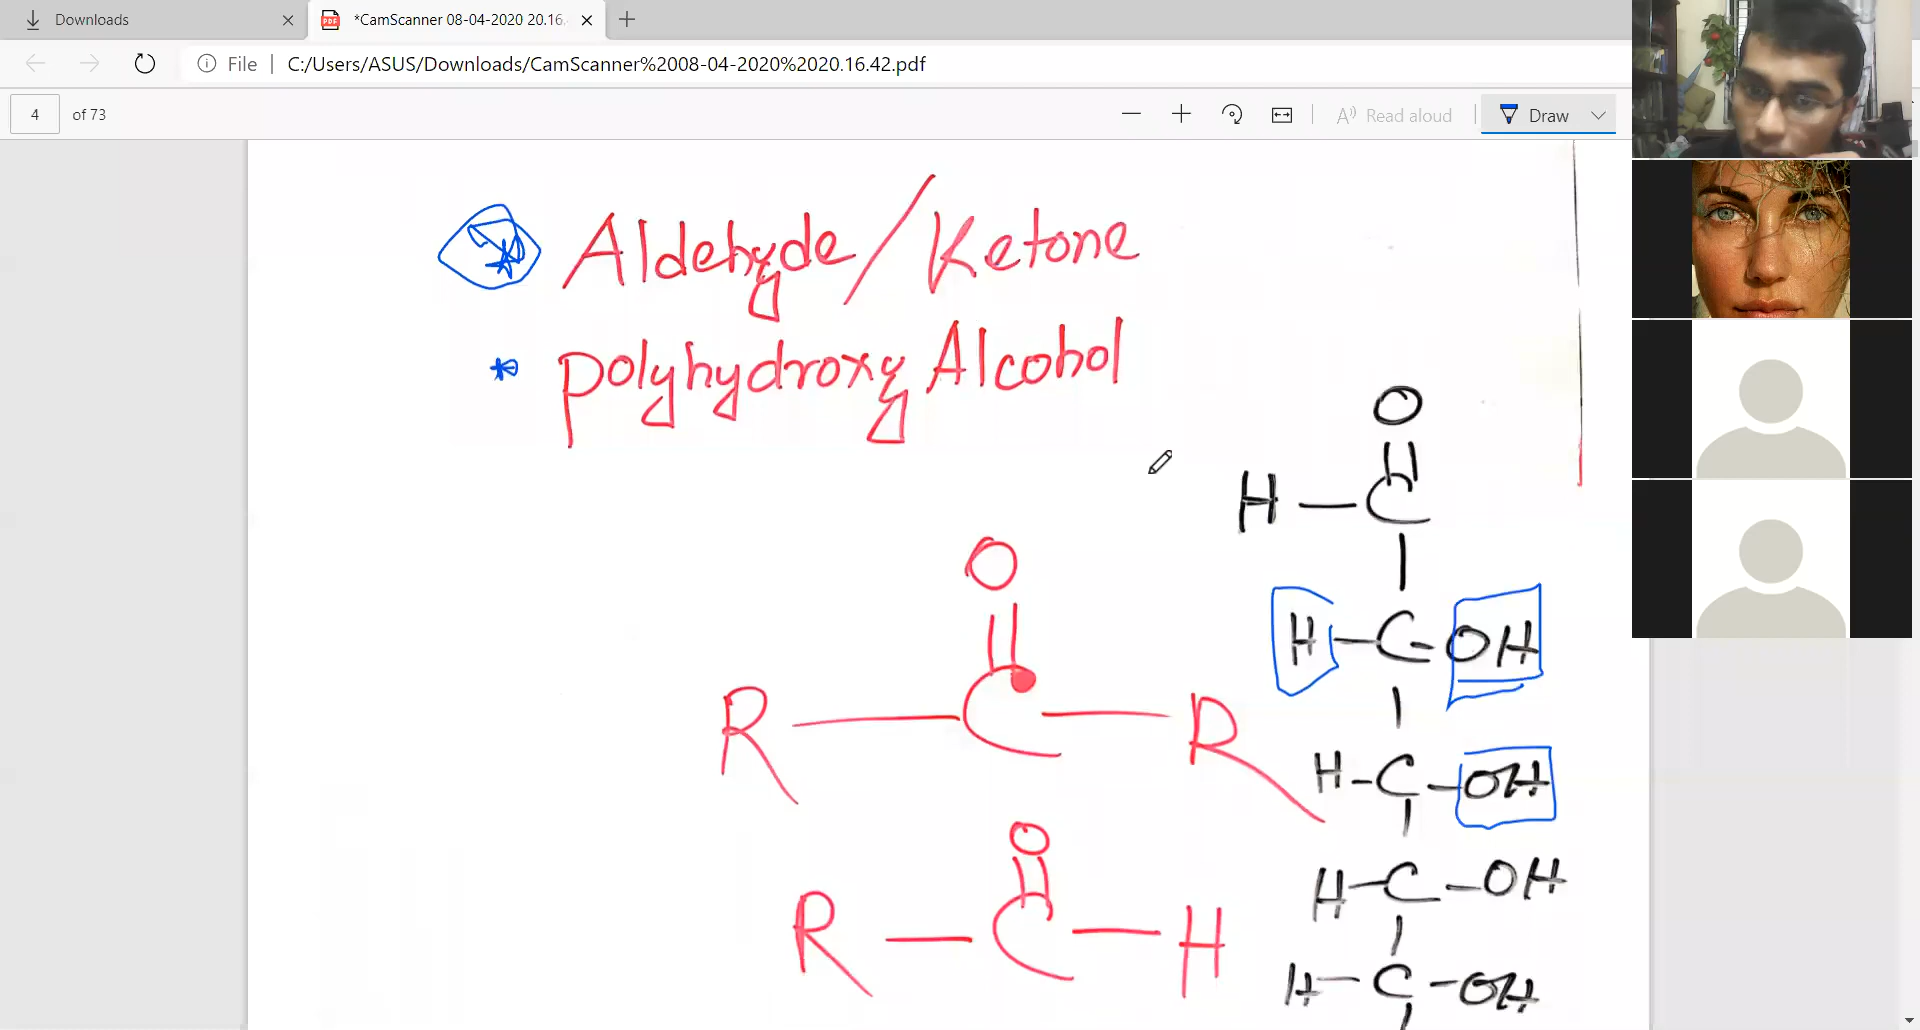 Downloads
*CamScanner 08-04-2020 20.16.
File C:/Users/ASUS/Downloads/CamScanner%2008-04-2020%2020.16.42.pdf
4 of 73
Read aloud
Draw
Aldehyde/Ketone
polyhydroxy Alcohol
O
H — C
H — C - OH
H - C - OH
H - C - OH
H - C - OH
O
R — C — R
O
R — C — H